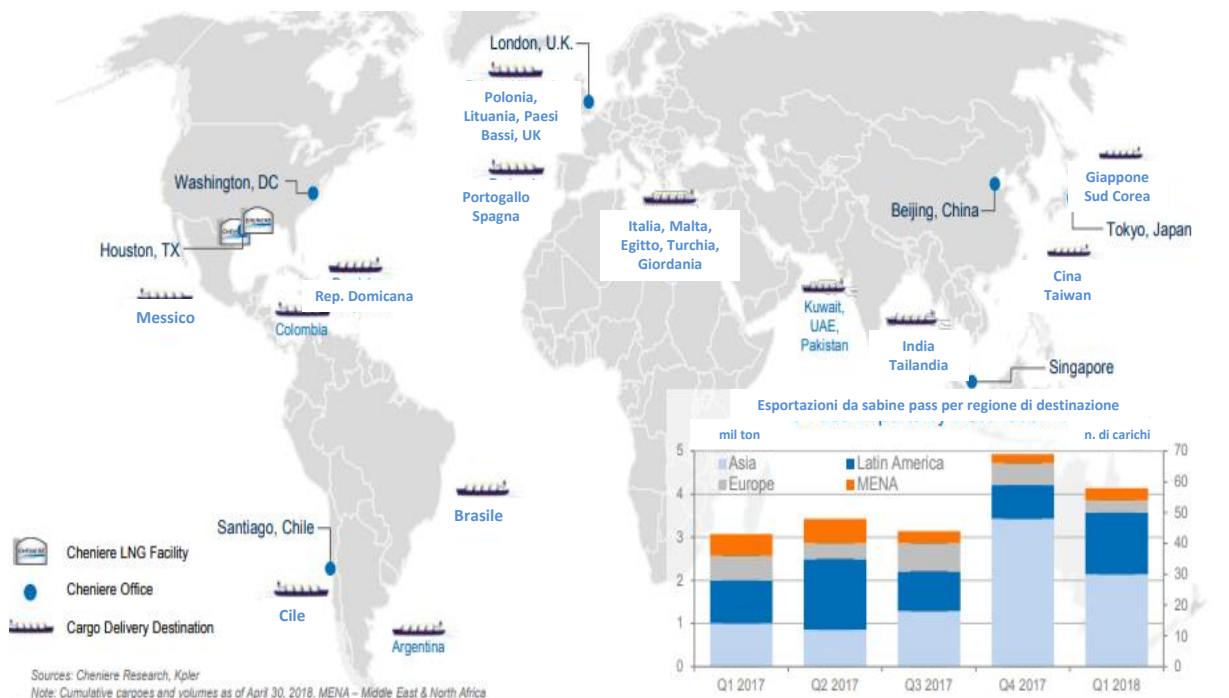 London, U.K.
Polonia,
Lituania, Paesi
Bassi, UK
Washington, DC
Portogallo
Spagna
Houston, TX
Italia, Malta,
Egitto, Turchia,
Giordania
Beijing, China
Giappone
Sud Corea
Tokyo, Japan
Cina
Taiwan
Messico
Rep. Domicana
Colombia
Kuwait,
UAE,
Pakistan
India
Tailandia
Singapore
Brasile
Santiago, Chile
Cile
Argentina
Cheniere LNG Facility
Cheniere Office
Cargo Delivery Destination
Esportazioni da sabine pass per regione di destinazione
mil ton
n. di carichi
Asia
Latin America
Europe
MENA
5
4
3
2
1
0
70
60
50
40
30
20
10
0
Q1 2017
Q2 2017
Q3 2017
Q4 2017
Q1 2018
Sources: Cheniere Research, Kpler
Note: Cumulative cargoes and volumes as of April 30, 2018. MENA – Middle East & North Africa